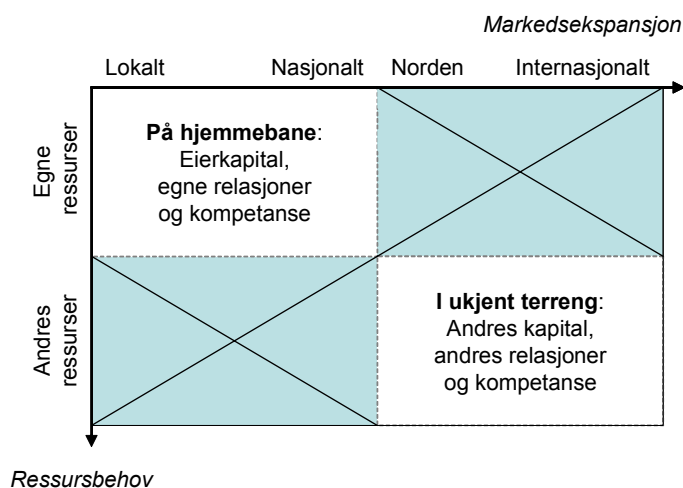 Markedsekspansjon
Lokalt Nasjonalt Norden Internasjonalt
Egne
ressurser
På hjemmebane:
Eierkapital,
egne relasjoner
og kompetanse
Andres
ressurser
I ukjent terreng:
Andres kapital,
andres relasjoner
og kompetanse
Ressursbehov